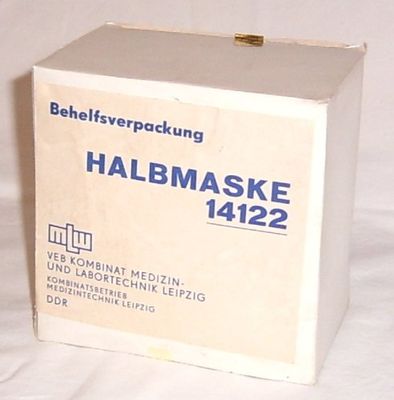 Behelfsverpackung
HALBMASKE
14122
mlw
VEB KOMBINAT MEDIZIN-
UND LABORTECHNIK LEIPZIG
KOMBINATSBETRIEB
MEDIZINTECHNIK LEIPZIG
DDR